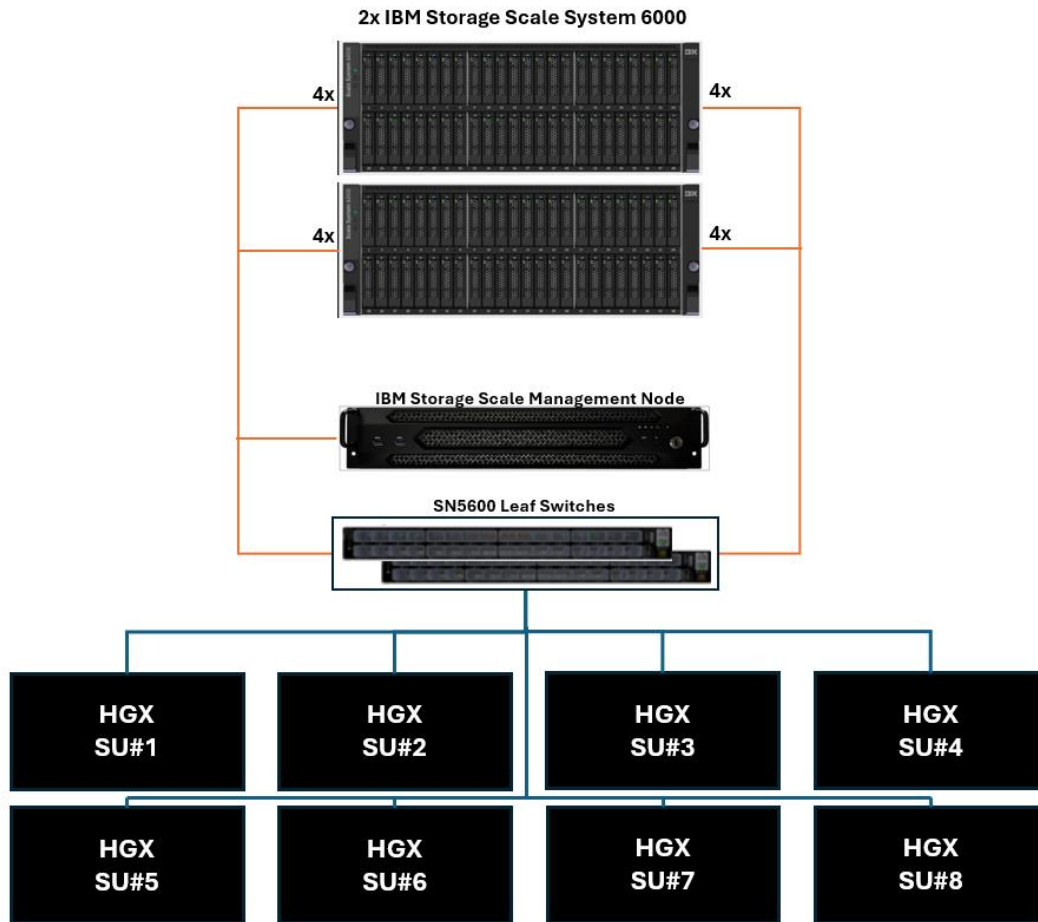 2x IBM Storage Scale System 6000
4x
4x
4x
4x
IBM Storage Scale Management Node
SN5600 Leaf Switches
HGX
SU#1
HGX
SU#2
HGX
SU#3
HGX
SU#4
HGX
SU#5
HGX
SU#6
HGX
SU#7
HGX
SU#8